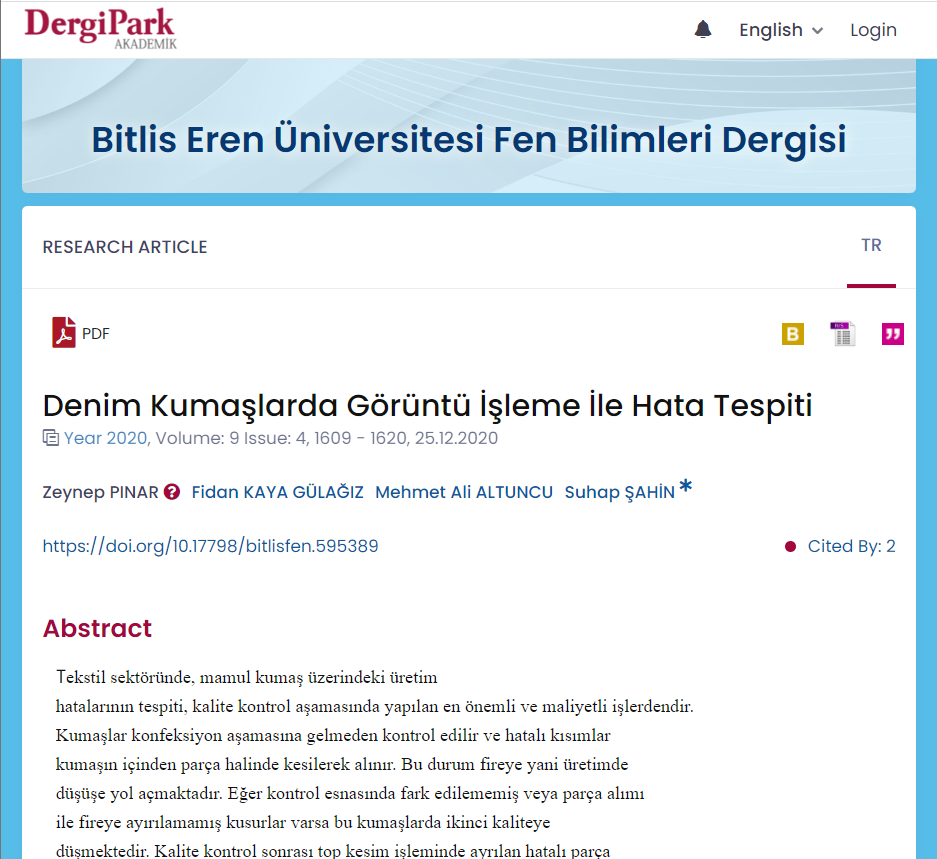 DergiPark
AKADEMİK
English
Login
Bitlis Eren Üniversitesi Fen Bilimleri Dergisi
RESEARCH ARTICLE
TR
PDF
B
RIS
Denim Kumaşlarda Görüntü İşleme İle Hata Tespiti
Year 2020, Volume: 9 Issue: 4, 1609 - 1620, 25.12.2020
Zeynep PINAR ? Fidan KAYA GÜLAĞIZ Mehmet Ali ALTUNCU Suhap ŞAHİN *
https://doi.org/10.17798/bitlisfen.595389
Cited By: 2
Abstract
Tekstil sektöründe, mamul kumaş üzerindeki üretim
hatalarının tespiti, kalite kontrol aşamasında yapılan en önemli ve maliyetli işlerdendir.
Kumaşlar konfeksiyon aşamasına gelmeden kontrol edilir ve hatalı kısımlar
kumaşın içinden parça halinde kesilerek alınır. Bu durum fireye yani üretimde
düşüşe yol açmaktadır. Eğer kontrol esnasında fark edilememiş veya parça alımı
ile fireye ayırılamamış kusurlar varsa bu kumaşlarda ikinci kaliteye
düşmektedir. Kalite kontrol sonrası top kesim işleminde ayrılan hatalı parça